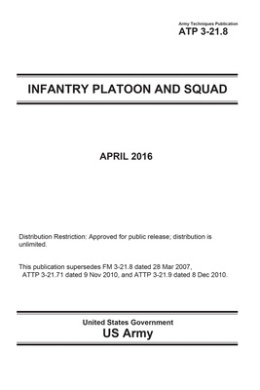 Army Techniques Publication
ATP 3-21.8
INFANTRY PLATOON AND SQUAD
APRIL 2016
Distribution Restriction: Approved for public release; distribution is
unlimited.
This publication supersedes FM 3-21.8 dated 28 Mar 2007,
ATTP 3-21.71 dated 9 Nov 2010, and ATTP 3-21.9 dated 8 Dec 2010.
United States Government
US Army